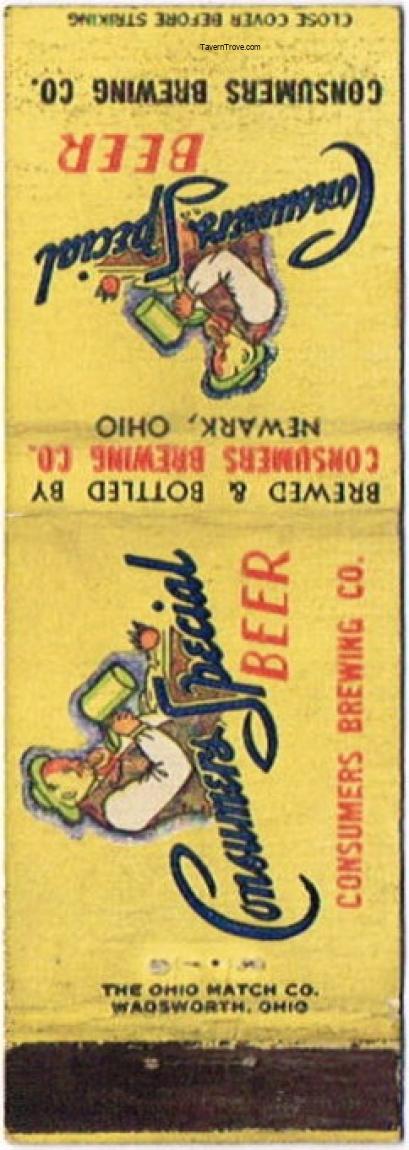 CLOSE COVER BEFORE STRIKING
TavernTrove.com
CONSUMERS BREWING CO.
Consumers Special
BEER
NEWARK, OHIO
CONSUMERS BREWING CO.
BREWED & BOTTLED BY
Consumers Special
BEER
CONSUMERS BREWING CO.
THE OHIO MATCH CO.
WADSWORTH, OHIO